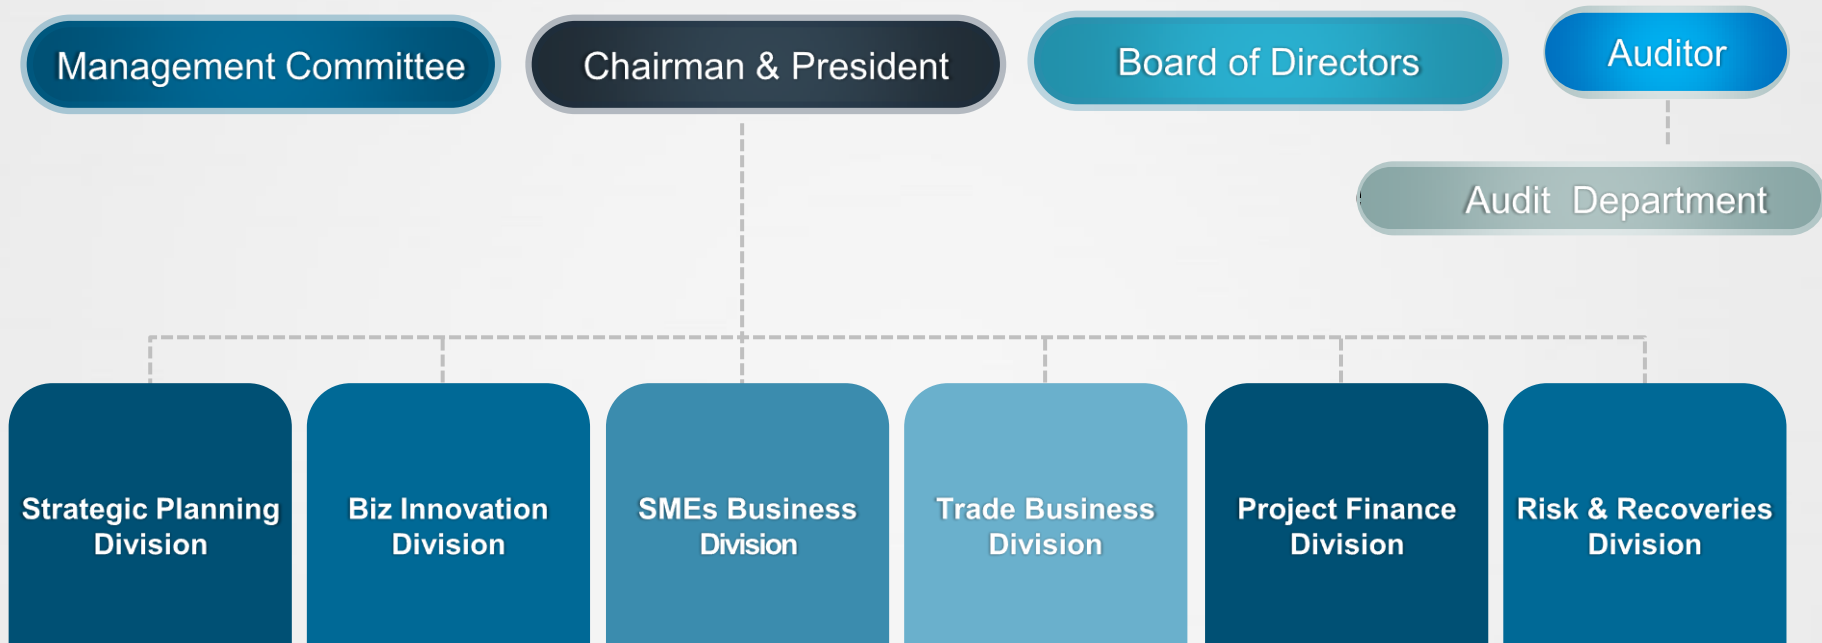 Management Committee
Chairman & President
Board of Directors
Auditor
Audit Department
Strategic Planning
Division
Biz Innovation
Division
SMEs Business
Division
Trade Business
Division
Project Finance
Division
Risk & Recoveries
Division